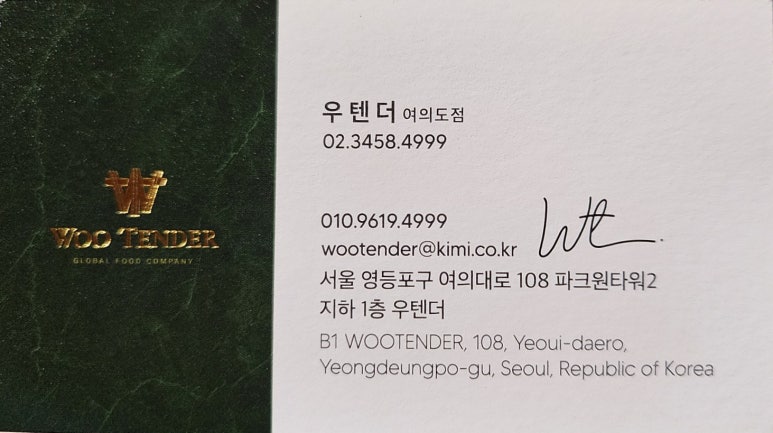 WOO TENDER
GLOBAL FOOD COMPANY
우텐더 여의도점
02.3458.4999
010.9619.4999
wootender@kimi.co.kr
서울 영등포구 여의대로 108 파크원타워2
지하 1층 우텐더
B1 WOOTENDER, 108, Yeoui-daero,
Yeongdeungpo-gu, Seoul, Republic of Korea